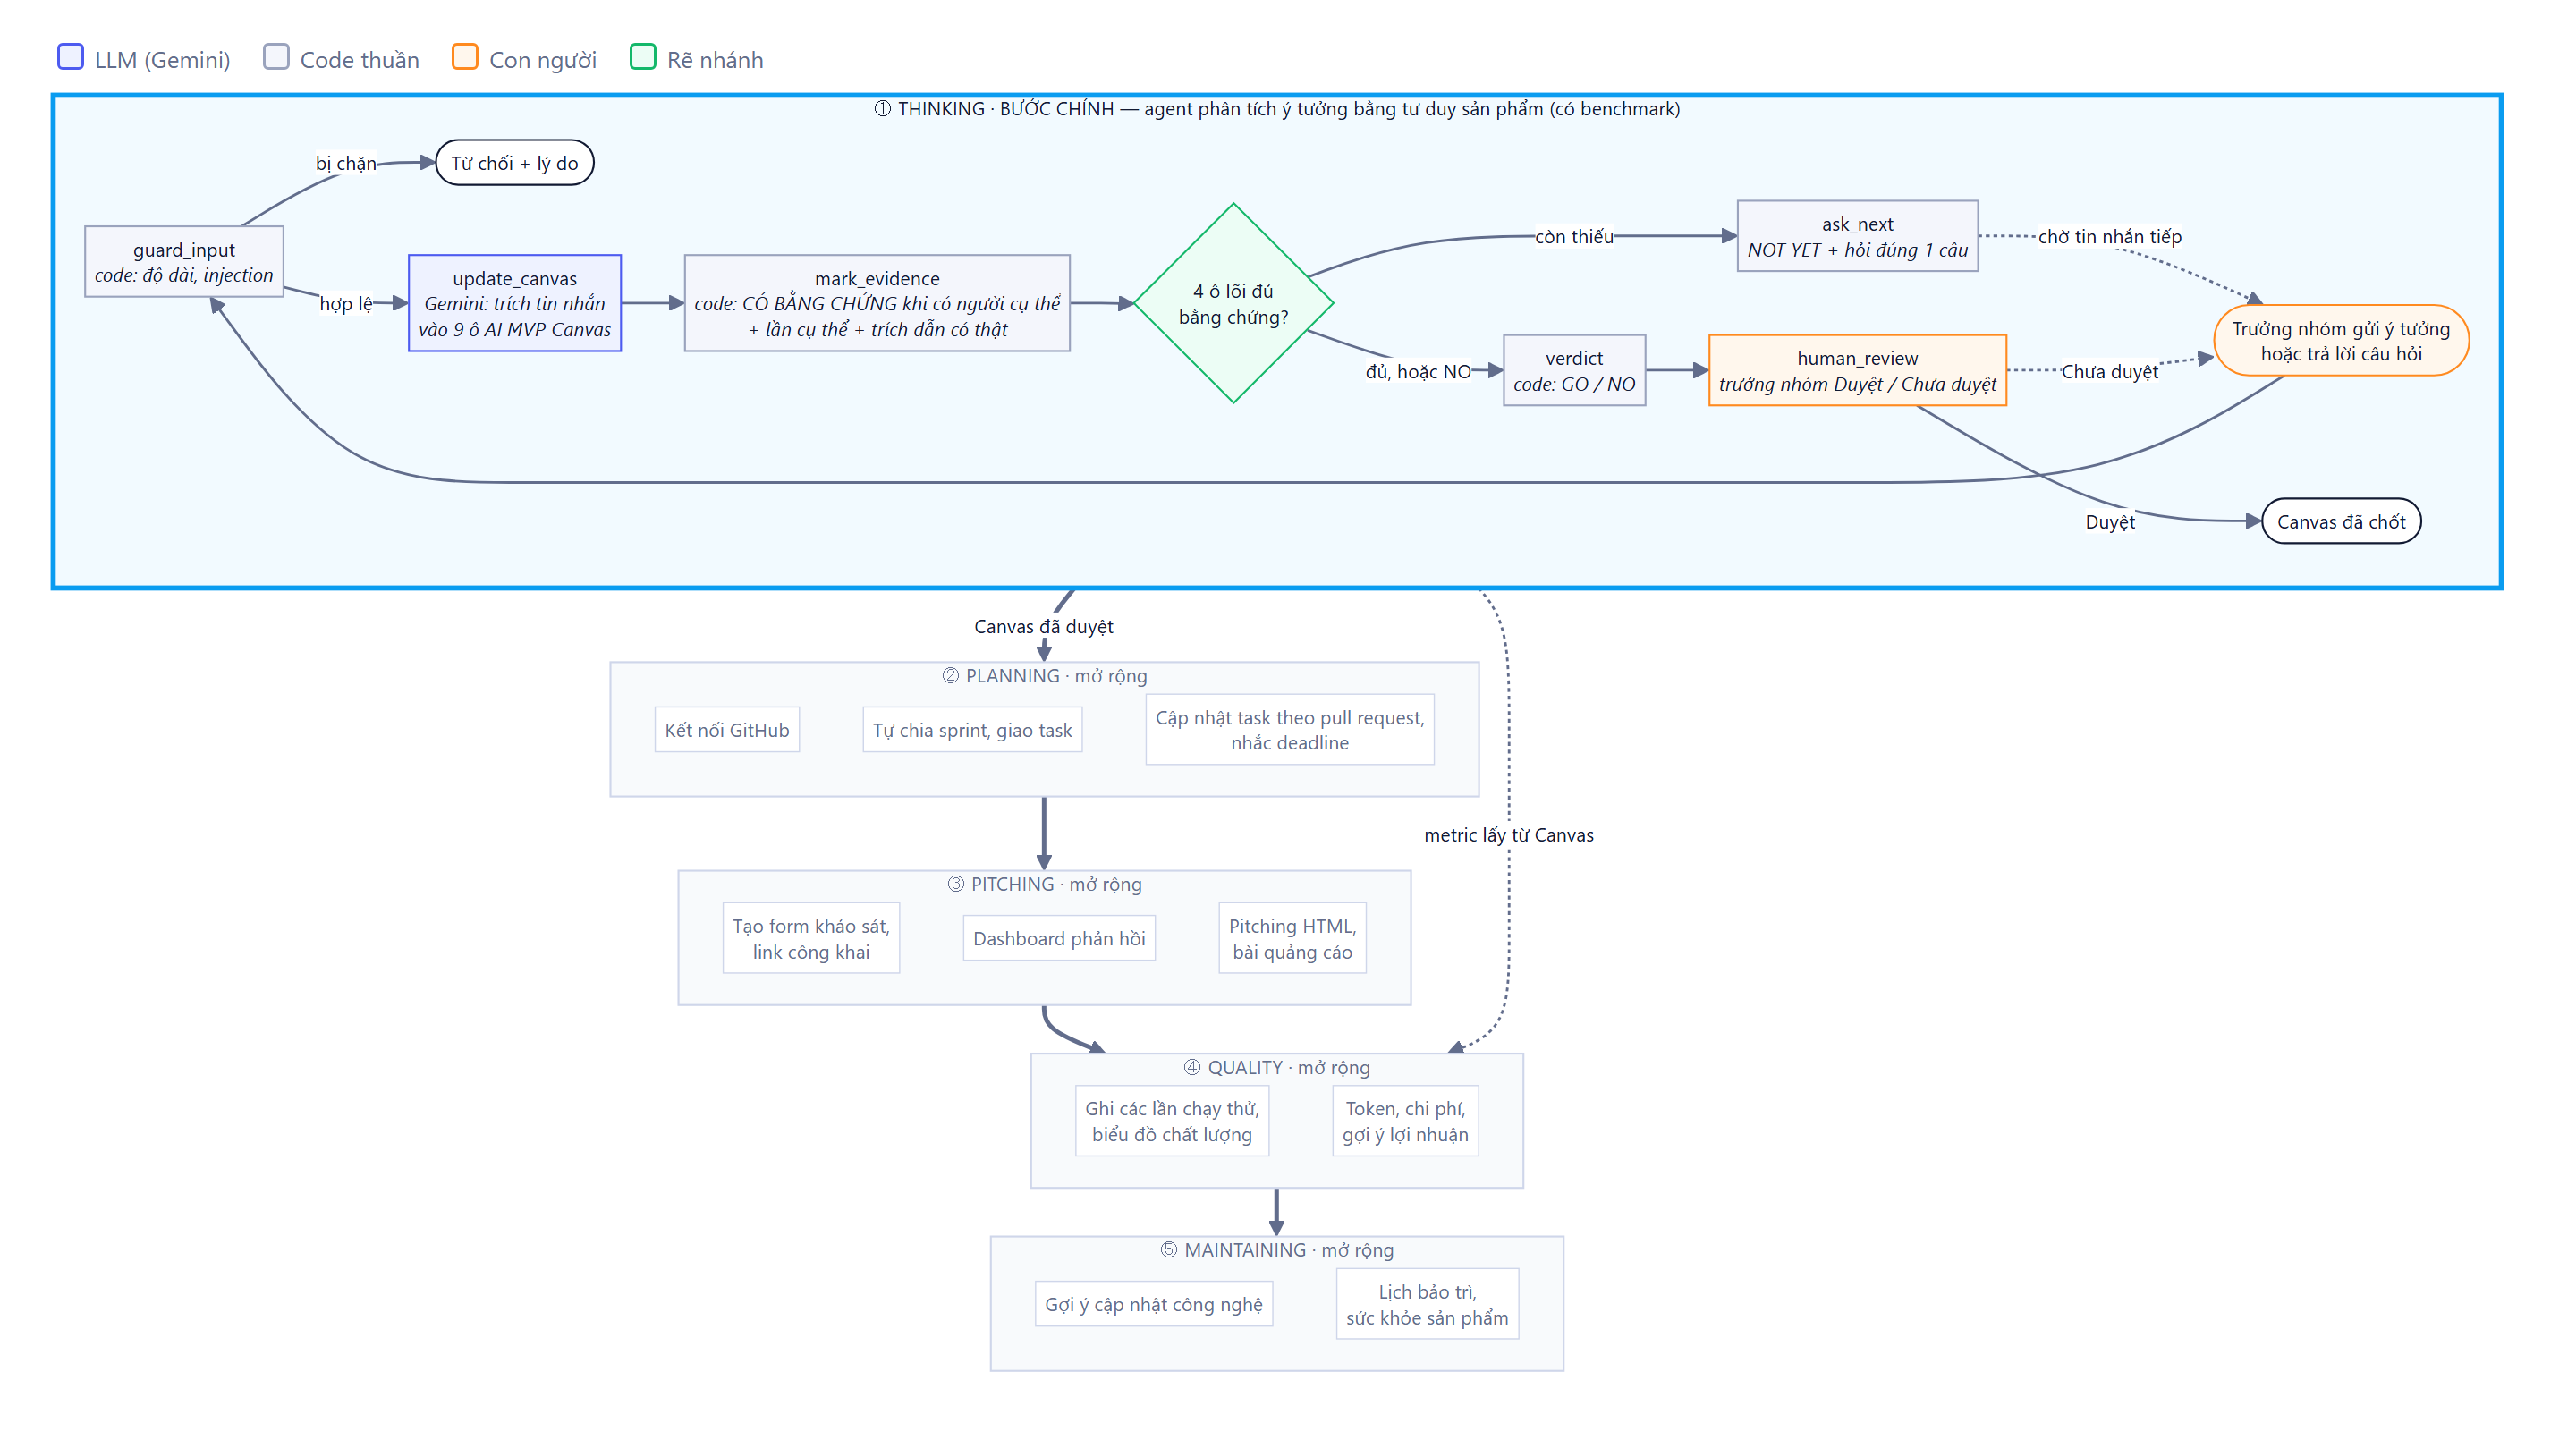 LLM (Gemini)
Code thuần
Con người
Rẽ nhánh
① THINKING · BƯỚC CHÍNH — agent phân tích ý tưởng bằng tư duy sản phẩm (có benchmark)
bị chặn
Từ chối + lý do
guard_input
code: độ dài, injection
hợp lệ
update_canvas
Gemini: trích tin nhắn
vào 9 ô AI MVP Canvas
mark_evidence
code: CÓ BẰNG CHỨNG khi có người cụ thể
+ lần cụ thể + trích dẫn có thật
4 ô lõi đủ
bằng chứng?
còn thiếu
ask_next
NOT YET + hỏi đúng 1 câu
chờ tin nhắn tiếp
đủ, hoặc NO
verdict
code: GO / NO
human_review
trưởng nhóm Duyệt / Chưa duyệt
Chưa duyệt
Trưởng nhóm gửi ý tưởng
hoặc trả lời câu hỏi
Duyệt
Canvas đã chốt
Canvas đã duyệt
② PLANNING · mở rộng
Kết nối GitHub
Tự chia sprint, giao task
Cập nhật task theo pull request,
nhắc deadline
metric lấy từ Canvas
③ PITCHING · mở rộng
Tạo form khảo sát,
link công khai
Dashboard phản hồi
Pitching HTML,
bài quảng cáo
④ QUALITY · mở rộng
Ghi các lần chạy thử,
biểu đồ chất lượng
Token, chi phí,
gợi ý lợi nhuận
⑤ MAINTAINING · mở rộng
Gợi ý cập nhật công nghệ
Lịch bảo trì,
sức khỏe sản phẩm